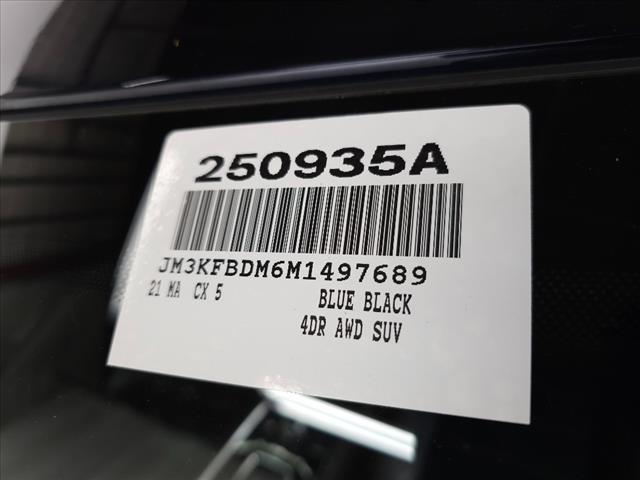 250935A
JM3KFBDM6M1497689
21 MA CX 5 BLUE BLACK
4DR AWD SUV